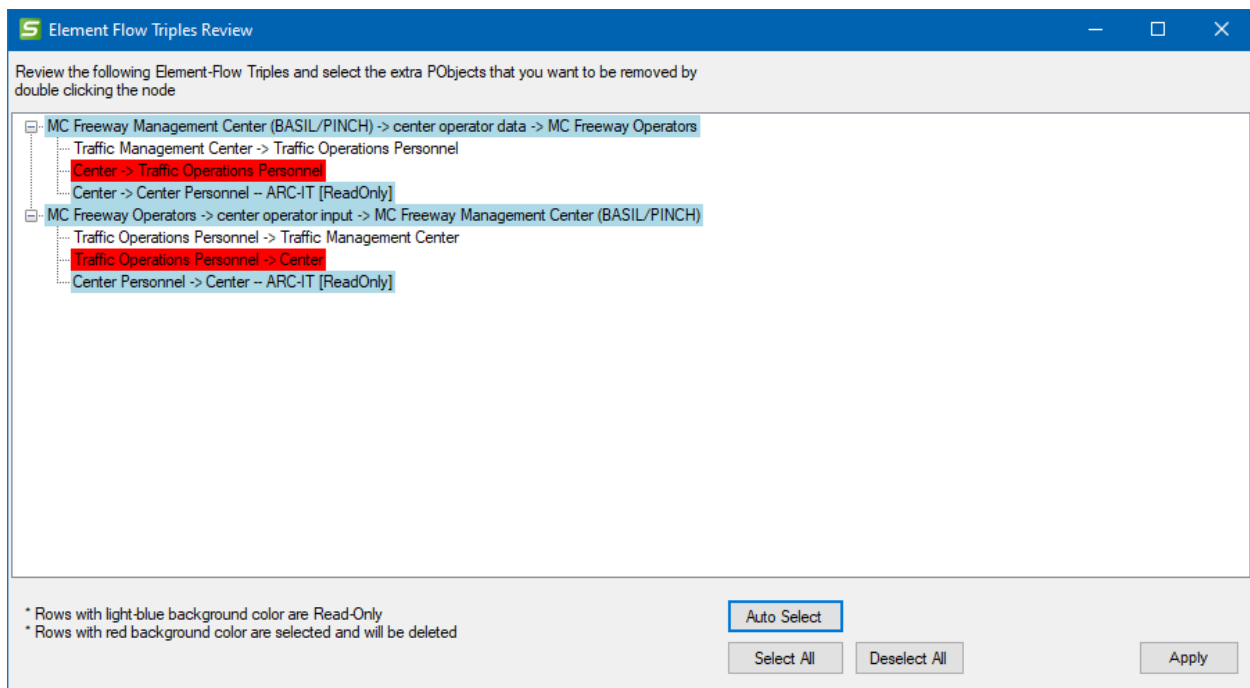 Element Flow Triples Review
Review the following Element-Flow Triples and select the extra PObjects that you want to be removed by
double clicking the node
MC Freeway Management Center (BASIL/PINCH) -> center operator data -> MC Freeway Operators
Traffic Management Center -> Traffic Operations Personnel
Center -> Traffic Operations Personnel
Center -> Center Personnel -- ARC-IT [ReadOnly]
MC Freeway Operators -> center operator input -> MC Freeway Management Center (BASIL/PINCH)
Traffic Operations Personnel -> Traffic Management Center
Traffic Operations Personnel -> Center
Center Personnel -> Center -- ARC-IT [ReadOnly]
* Rows with light-blue background color are Read-Only
* Rows with red background color are selected and will be deleted
Auto Select
Select All
Deselect All
Apply